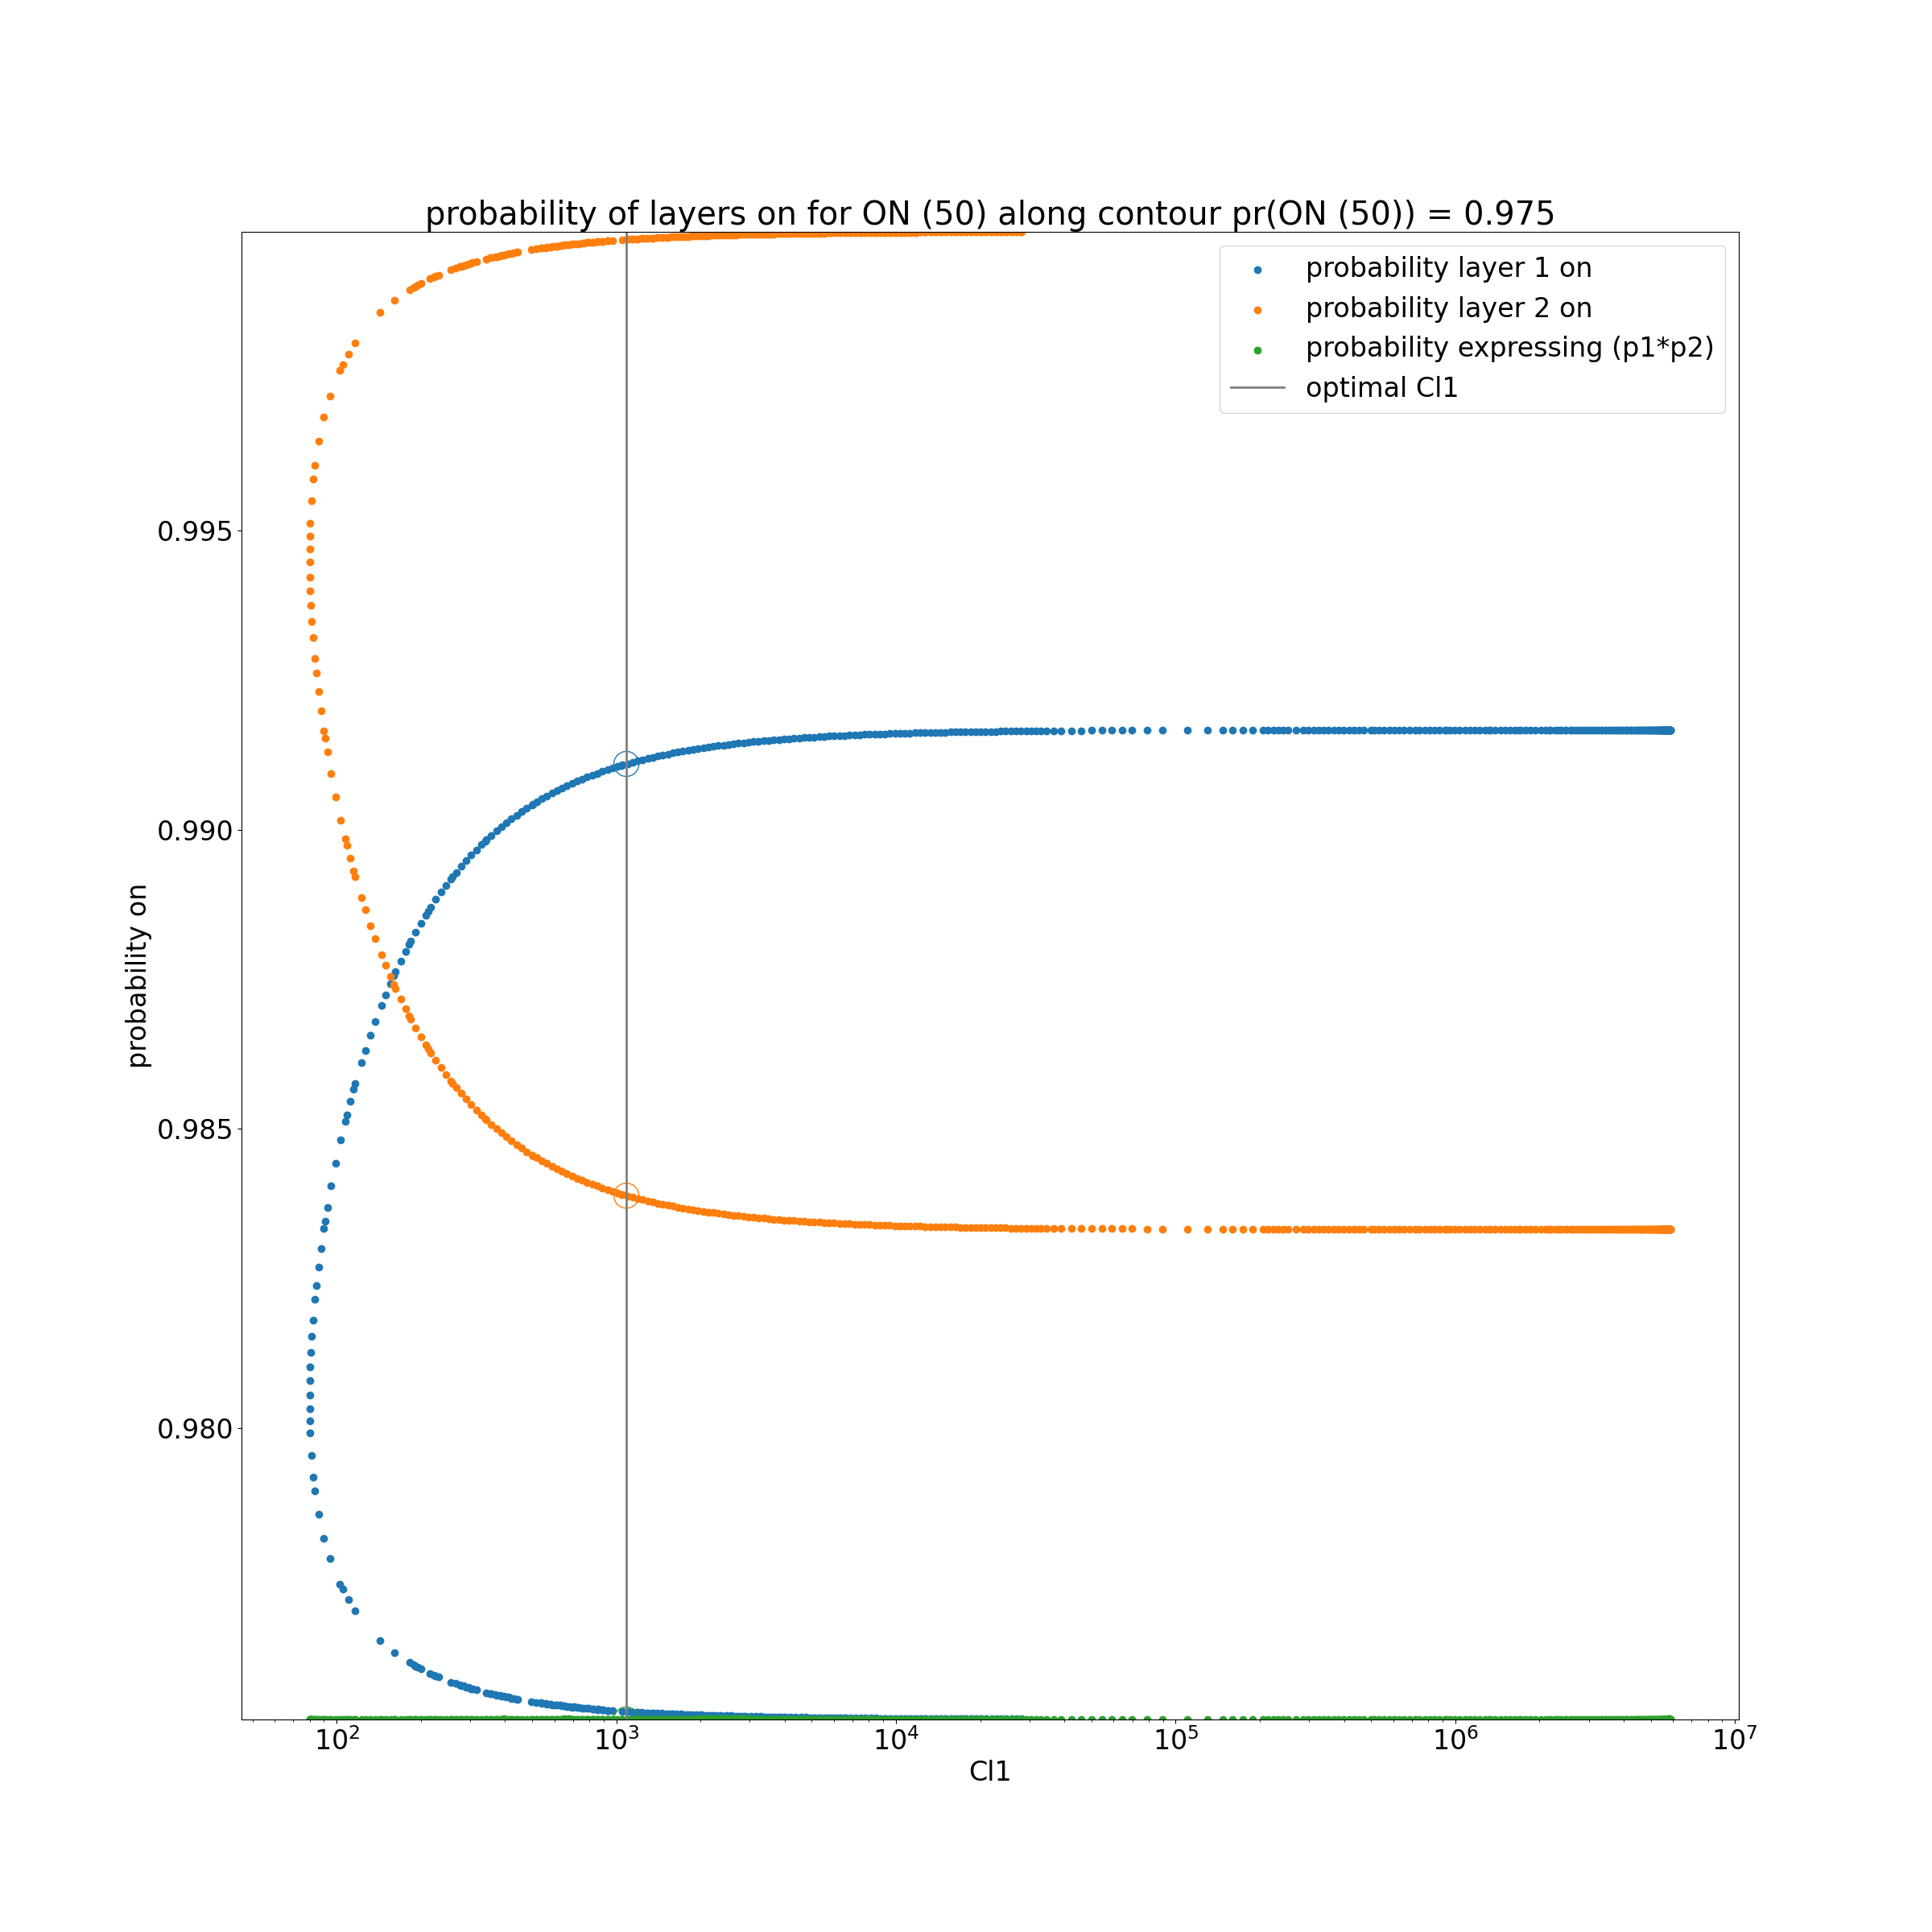 probability of layers on for ON (50) along contour pr(ON (50)) = 0.975
probability layer 1 on
probability layer 2 on
probability expressing (p1*p2)
optimal Cl1
0.995
0.990
0.985
0.980
probability on
10²
10³
10⁴
10⁵
10⁶
10⁷
Cl1